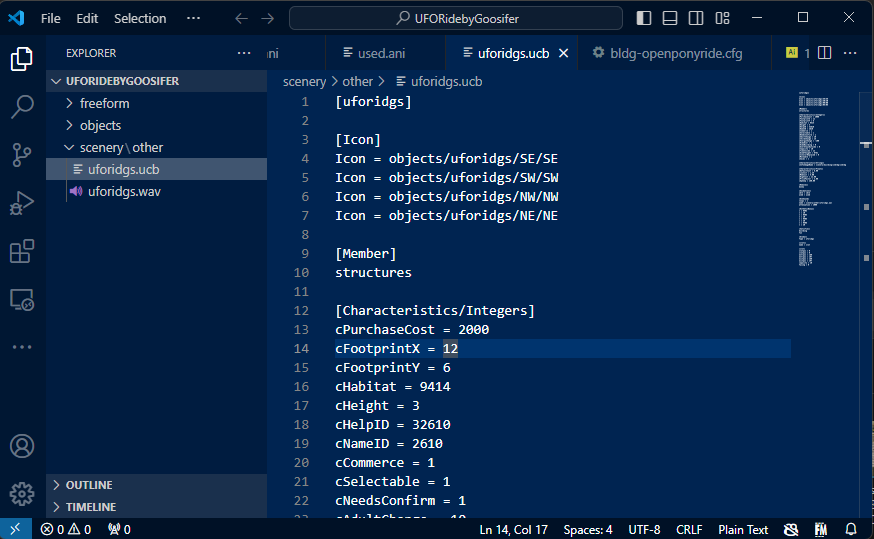 File Edit Selection ··· UFORidebyGoosifer
EXPLORER ···
ni used.ani uforidgs.ucb bldg-openponyride.cfg 1 ···
UFORIDEBYGOOSIFER
freeform
objects
scenery\other
uforidgs.ucb
uforidgs.wav
OUTLINE
TIMELINE
scenery > other > uforidgs.ucb
1 [uforidgs]
2
3 [Icon]
4 Icon = objects/uforidgs/SE/SE
5 Icon = objects/uforidgs/SW/SW
6 Icon = objects/uforidgs/NW/NW
7 Icon = objects/uforidgs/NE/NE
8
9 [Member]
10 structures
11
12 [Characteristics/Integers]
13 cPurchaseCost = 2000
14 cFootprintX = 12
15 cFootprintY = 6
16 cHabitat = 9414
17 cHeight = 3
18 cHelpID = 32610
19 cNameID = 2610
20 cCommerce = 1
21 cSelectable = 1
22 cNeedsConfirm = 1
0 0 0 Ln 14, Col 17 Spaces: 4 UTF-8 CRLF Plain Text FM